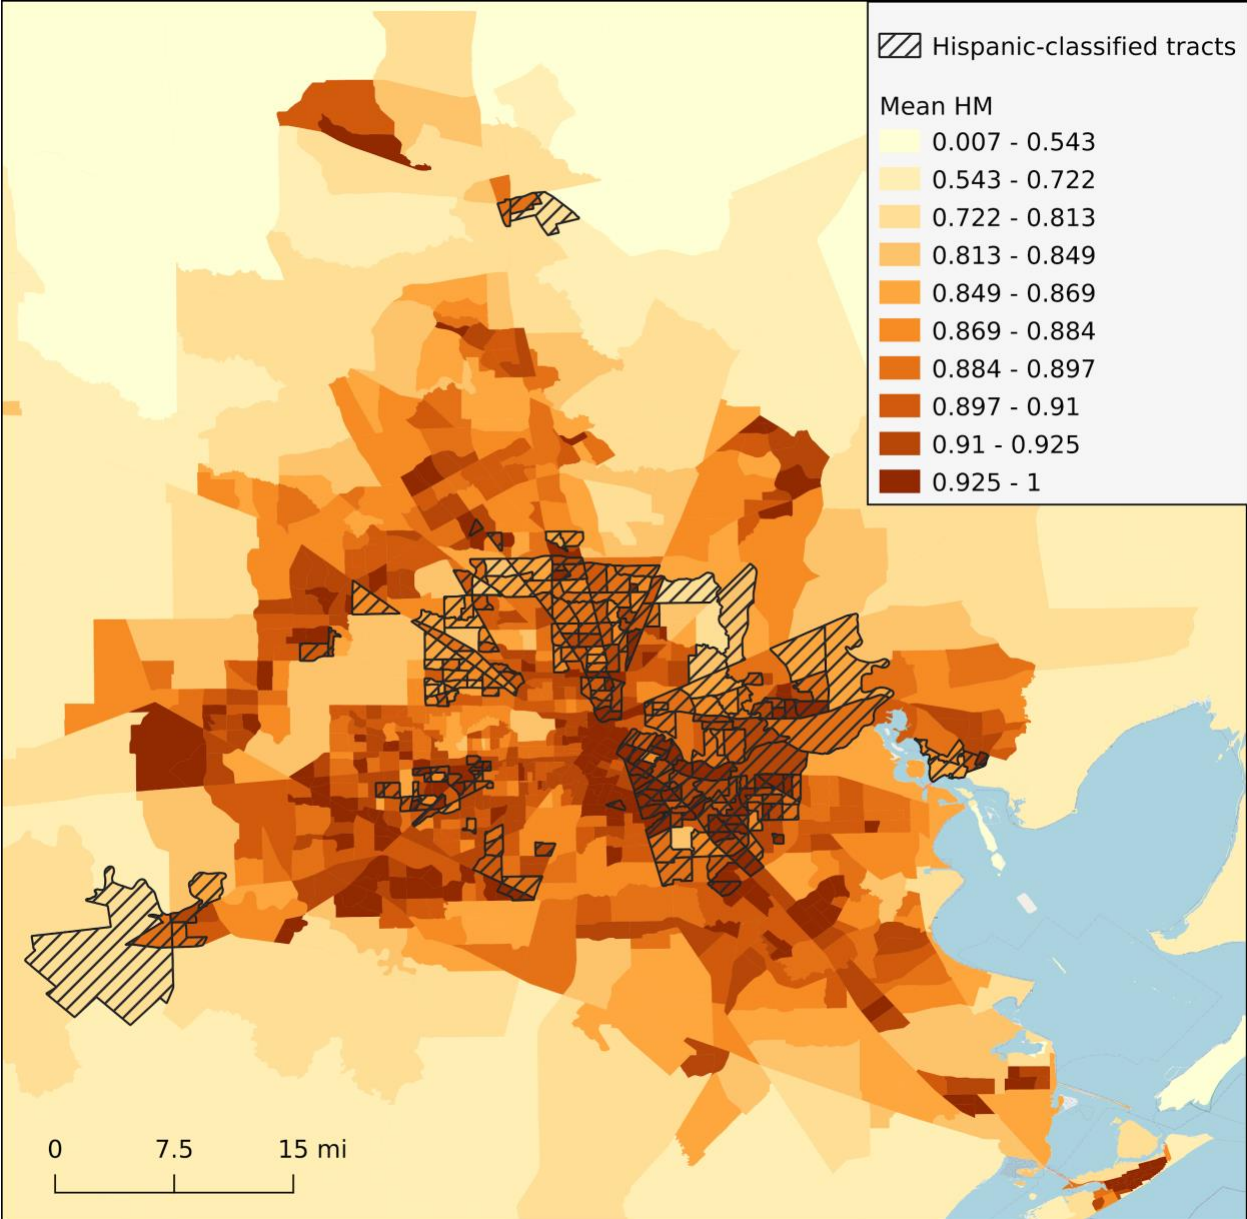 Hispanic-classified tracts
Mean HM
0.007 - 0.543
0.543 - 0.722
0.722 - 0.813
0.813 - 0.849
0.849 - 0.869
0.869 - 0.884
0.884 - 0.897
0.897 - 0.91
0.91 - 0.925
0.925 - 1
0 7.5 15 mi